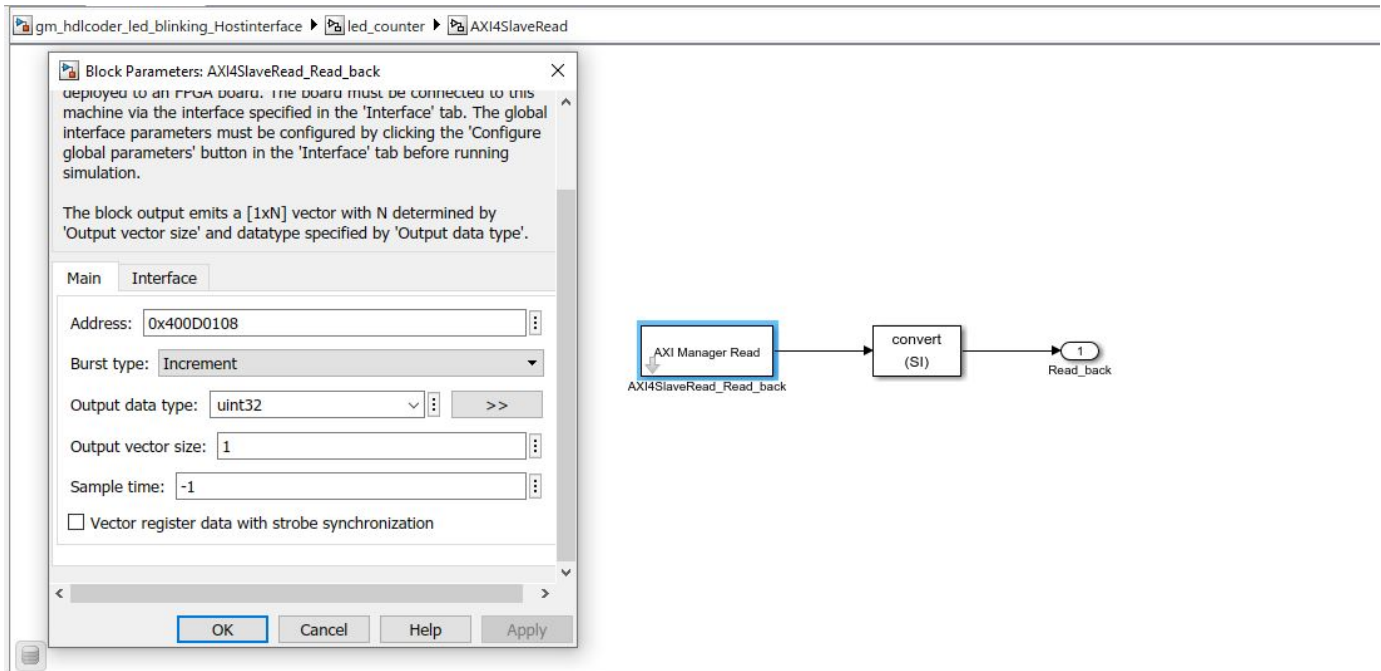 gm_hdlcoder_led_blinking_Hostinterface led_counter AXI4SlaveRead
Block Parameters: AXI4SlaveRead_Read_back
deployed to an FPGA board. The board must be connected to this
machine via the interface specified in the 'Interface' tab. The global
interface parameters must be configured by clicking the 'Configure
global parameters' button in the 'Interface' tab before running
simulation.
The block output emits a [1xN] vector with N determined by
'Output vector size' and datatype specified by 'Output data type'.
Main Interface
Address: 0x400D0108
Burst type: Increment
Output data type: uint32 >>
Output vector size: 1
Sample time: -1
Vector register data with strobe synchronization
OK Cancel Help Apply
AXI Manager Read
AXI4SlaveRead_Read_back
convert
(SI)
1
Read_back